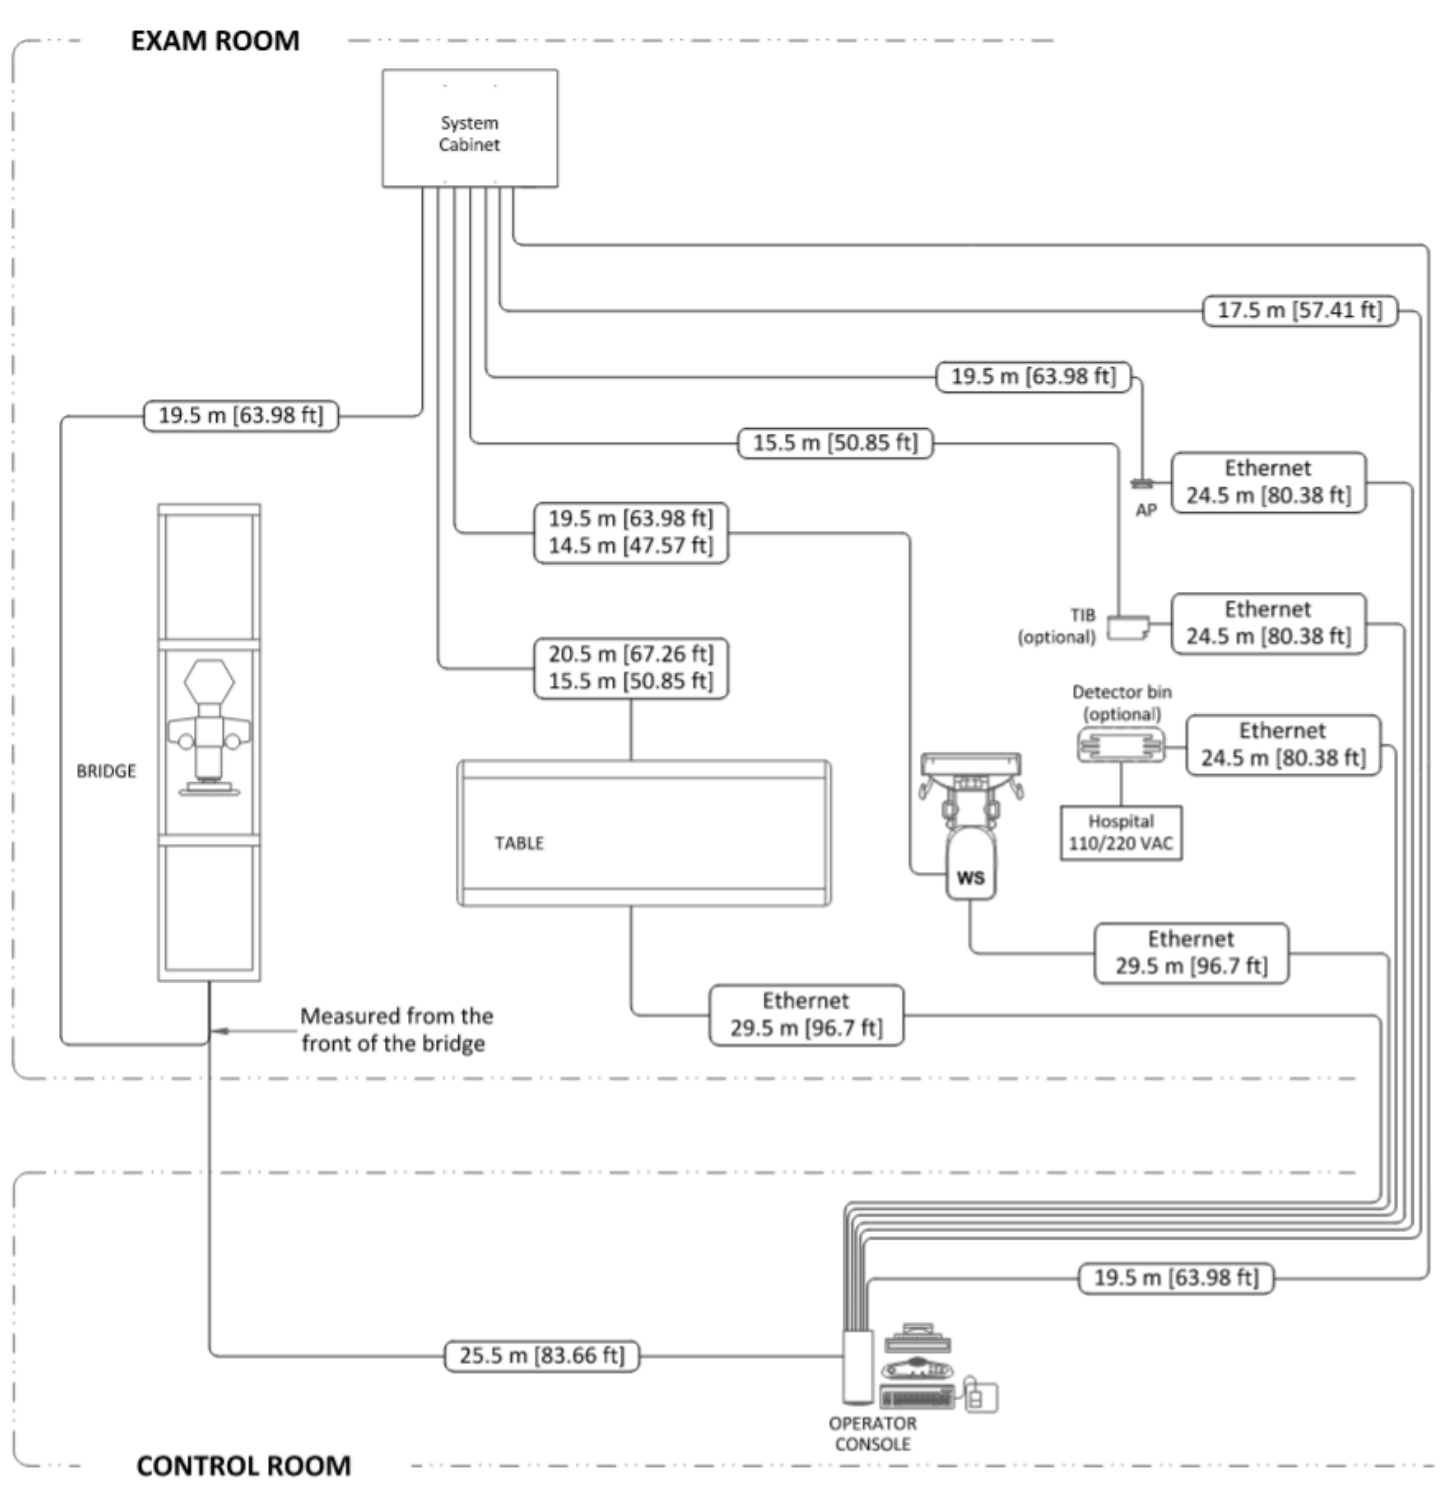 EXAM ROOM
System
Cabinet
17.5 m [57.41 ft]
19.5 m [63.98 ft]
19.5 m [63.98 ft]
15.5 m [50.85 ft]
Ethernet
24.5 m [80.38 ft]
AP
19.5 m [63.98 ft]
14.5 m [47.57 ft]
Ethernet
24.5 m [80.38 ft]
TIB
(optional)
20.5 m [67.26 ft]
15.5 m [50.85 ft]
Detector bin
(optional)
Ethernet
24.5 m [80.38 ft]
BRIDGE
Hospital
110/220 VAC
TABLE
WS
Ethernet
29.5 m [96.7 ft]
Ethernet
29.5 m [96.7 ft]
Measured from the
front of the bridge
19.5 m [63.98 ft]
25.5 m [83.66 ft]
OPERATOR
CONSOLE
CONTROL ROOM